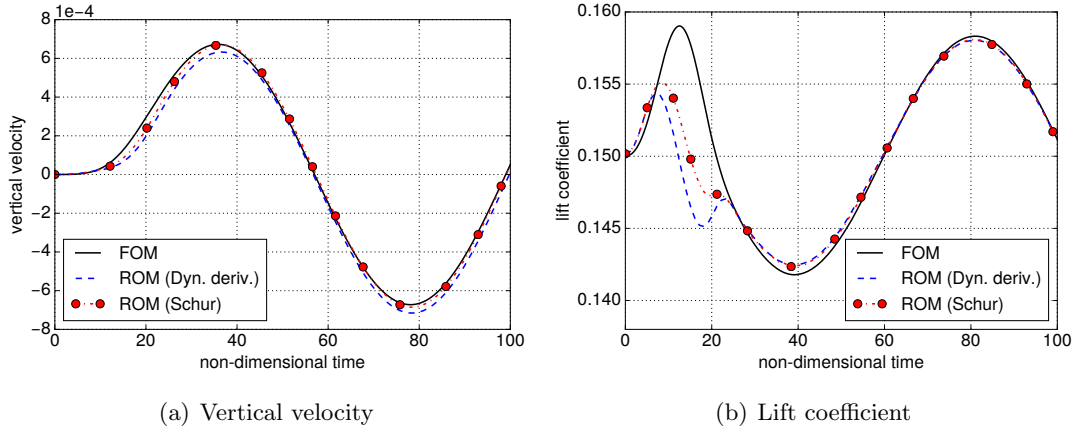 1e−4
8
6
4
2
0
−2
−4
−6
−8
vertical velocity
FOM
ROM (Dyn. deriv.)
ROM (Schur)
0 20 40 60 80 100
non-dimensional time
(a) Vertical velocity
0.160
0.155
0.150
0.145
0.140
lift coefficient
FOM
ROM (Dyn. deriv.)
ROM (Schur)
0 20 40 60 80 100
non-dimensional time
(b) Lift coefficient